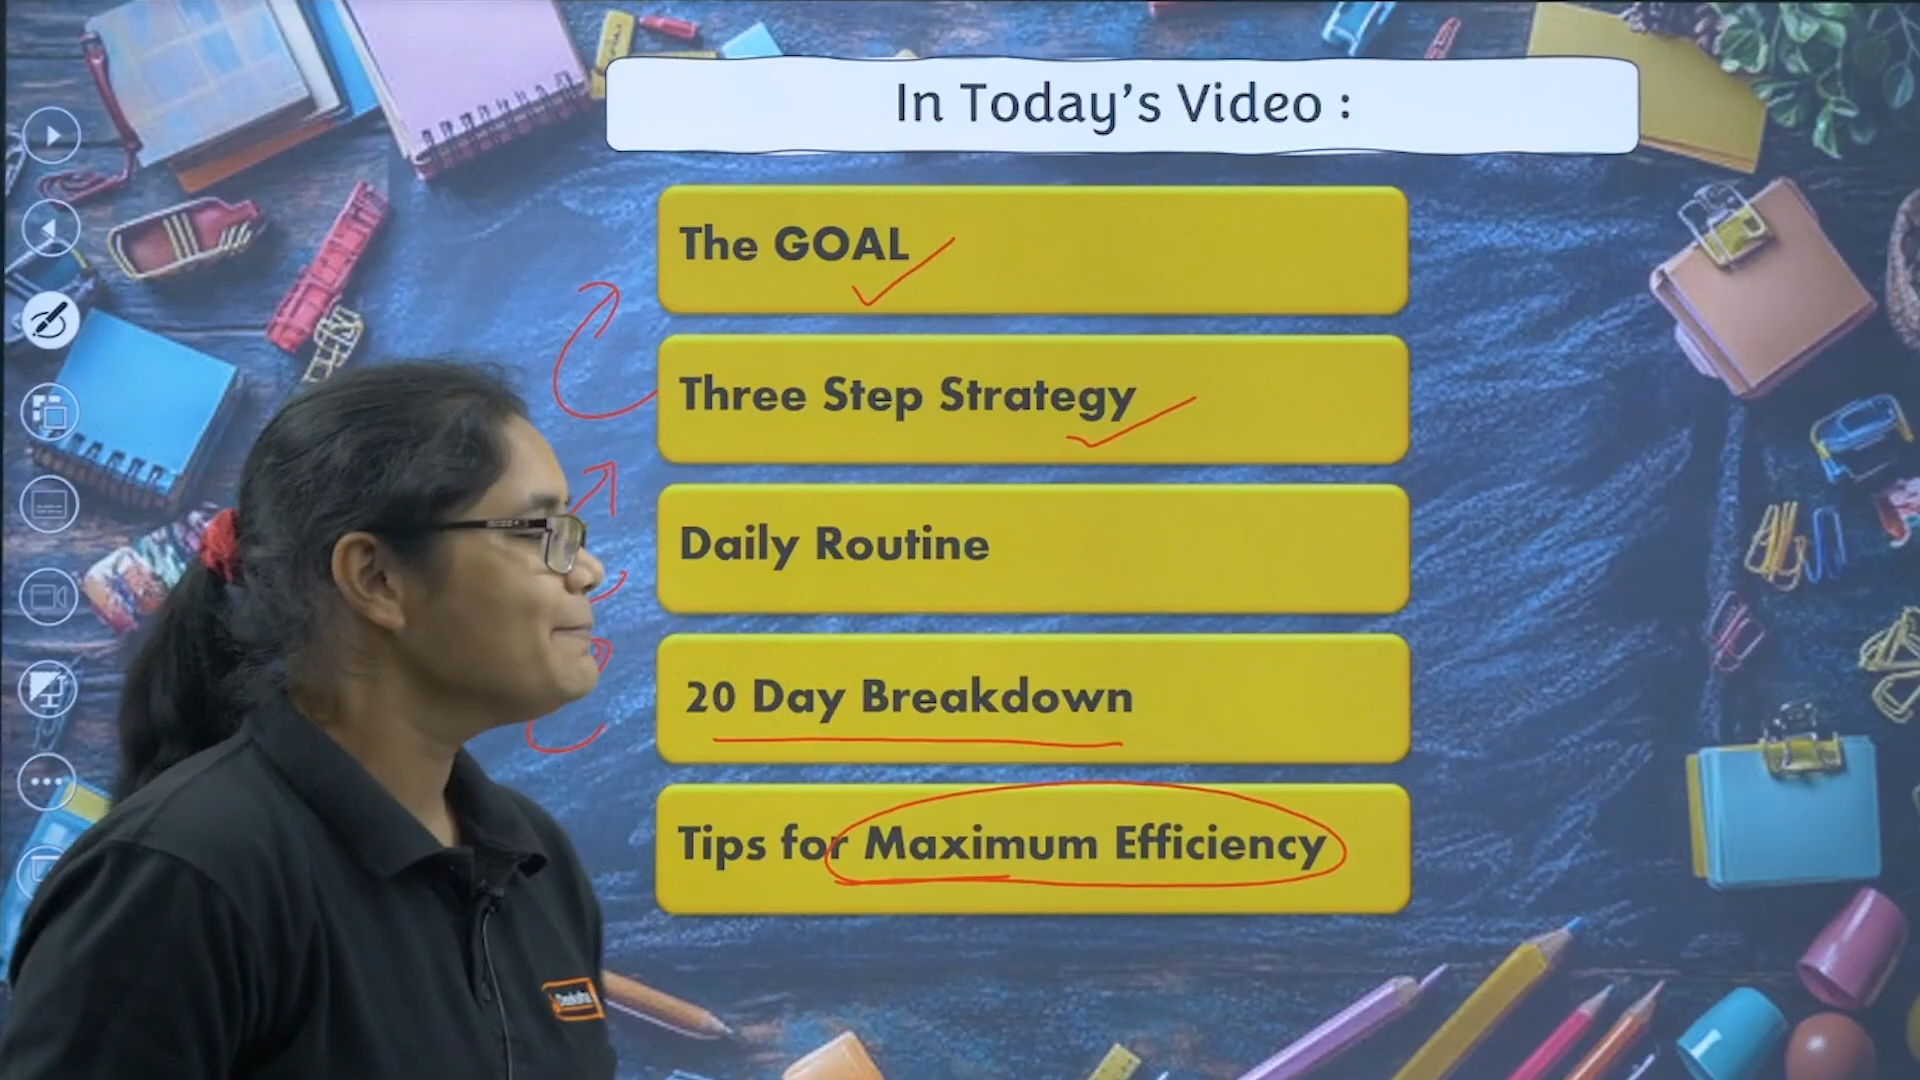 In Today's Video :
The GOAL
Three Step Strategy
Daily Routine
20 Day Breakdown
Tips for Maximum Efficiency